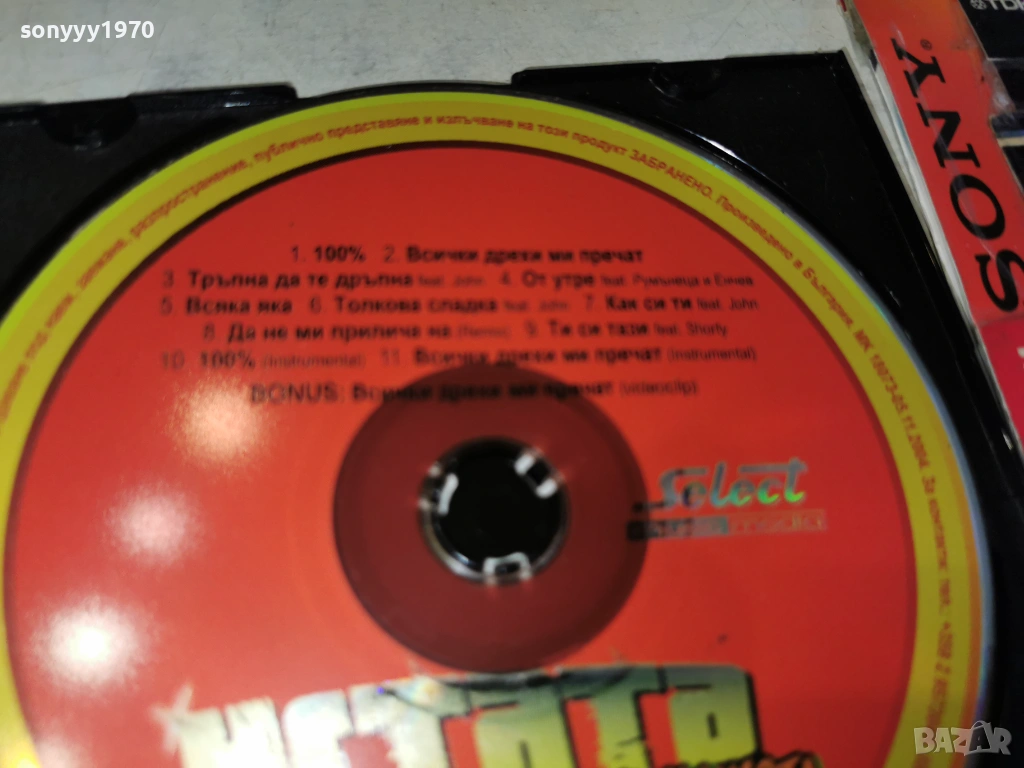 sonyyy1970
SONY
публично представяне и излъчване на този продукт ЗАБРАНЕНО. Произведено в България.
1. 100% 2. Всички дрехи ми пречат
3. Тръпна да те дръпна feat. John 4. От утре feat. Румънеца и Енчев
5. Всяка яка 6. Толкова сладка feat. John 7. Как си ти feat. John
8. Да не ми прилича на (Remix) 9. Ти си тази feat. Shorty
10. 100% (Instrumental) 11. Всички дрехи ми пречат (Instrumental)
BONUS: Всички дрехи ми пречат (videoclip)
Select
BAZAR